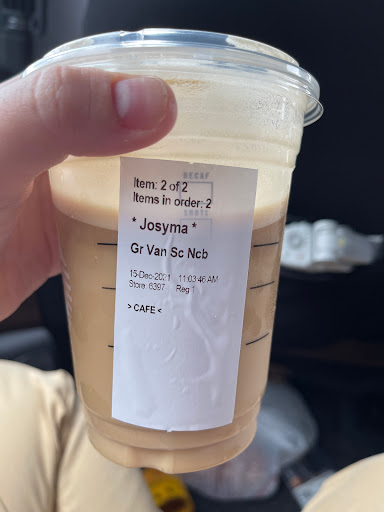 DECAF
SHOTS
Item: 2 of 2
Items in order: 2
* Josyma *
Gr Van Sc Ncb
15-Dec-2021 11:03:46 AM
Store: 6397 Reg 1
> CAFE <